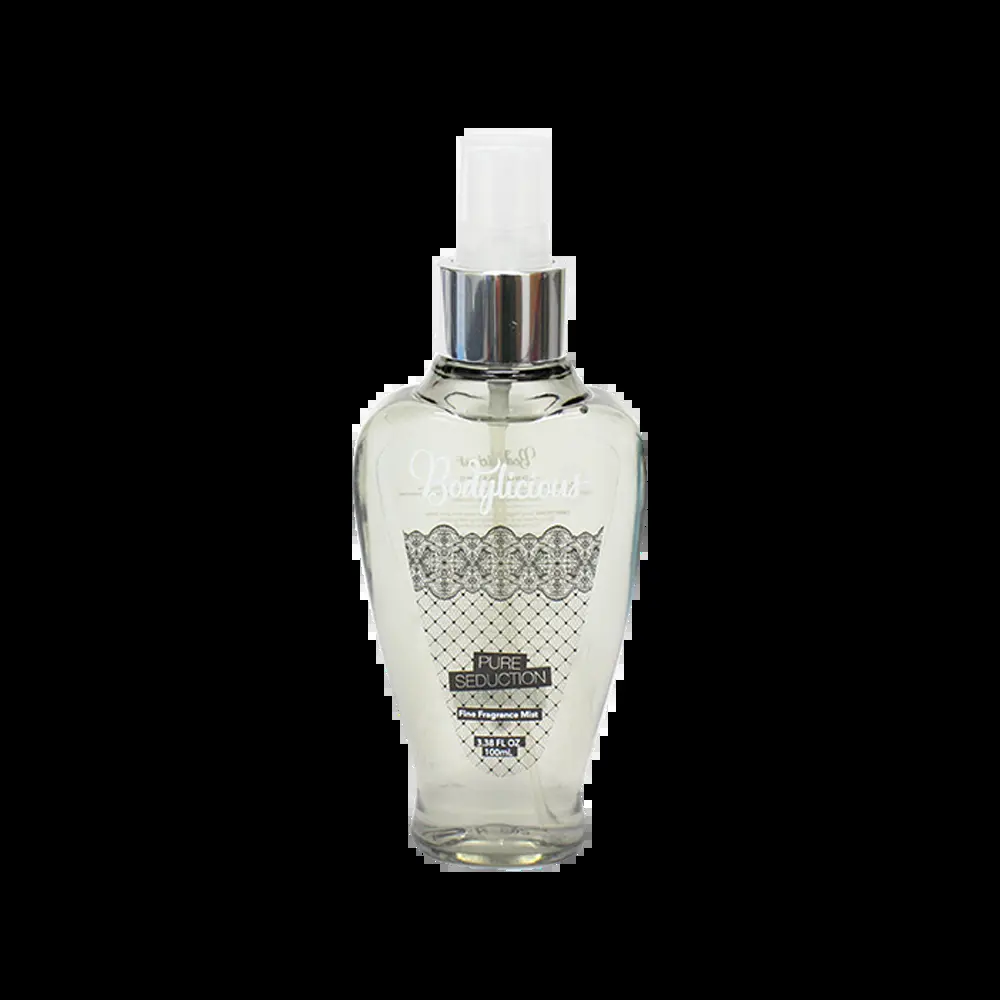 Bodylicious
PURE
SEDUCTION
Fine Fragrance Mist
3.38 FL OZ
100mL